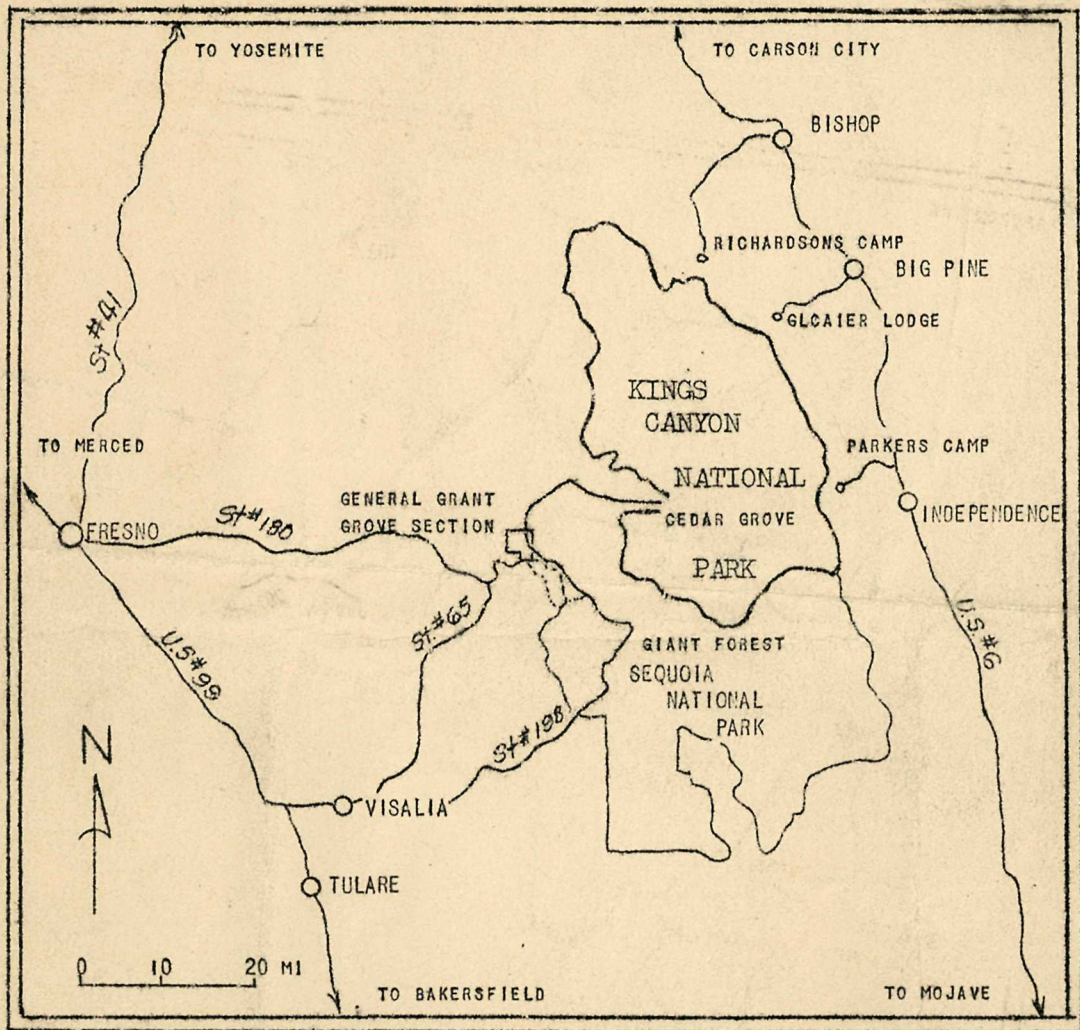 TO YOSEMITE
TO CARSON CITY
BISHOP
RICHARDSONS CAMP
BIG PINE
GLCAIER LODGE
St #41
KINGS
CANYON
TO MERCED
PARKERS CAMP
NATIONAL
GENERAL GRANT
GROVE SECTION
St #180
FRESNO
CEDAR GROVE
INDEPENDENCE
PARK
St. #65
U.S #99
U.S. #6
GIANT FOREST
SEQUOIA
NATIONAL
PARK
St #198
N
VISALIA
TULARE
0 10 20 MI
TO BAKERSFIELD
TO MOJAVE